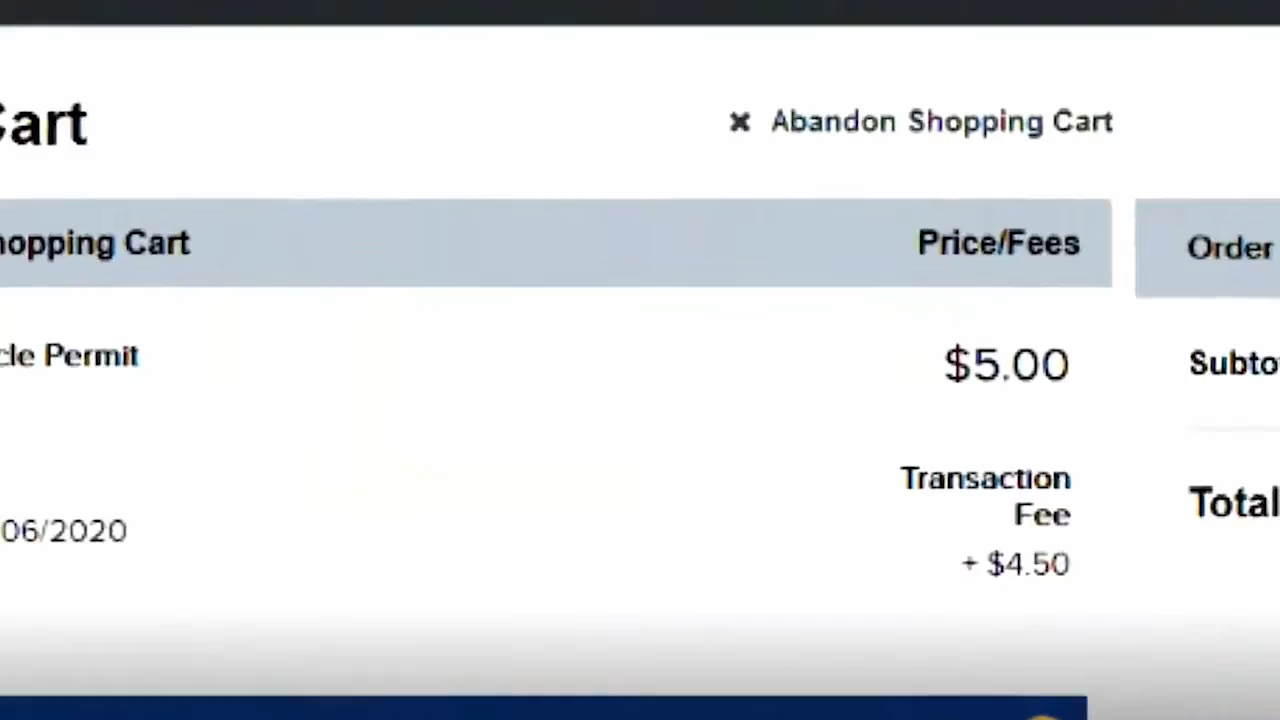 Cart
✖ Abandon Shopping Cart
hopping Cart
Price/Fees
Order
cle Permit
$5.00
Subto
Transaction
Fee
Total
06/2020
+ $4.50